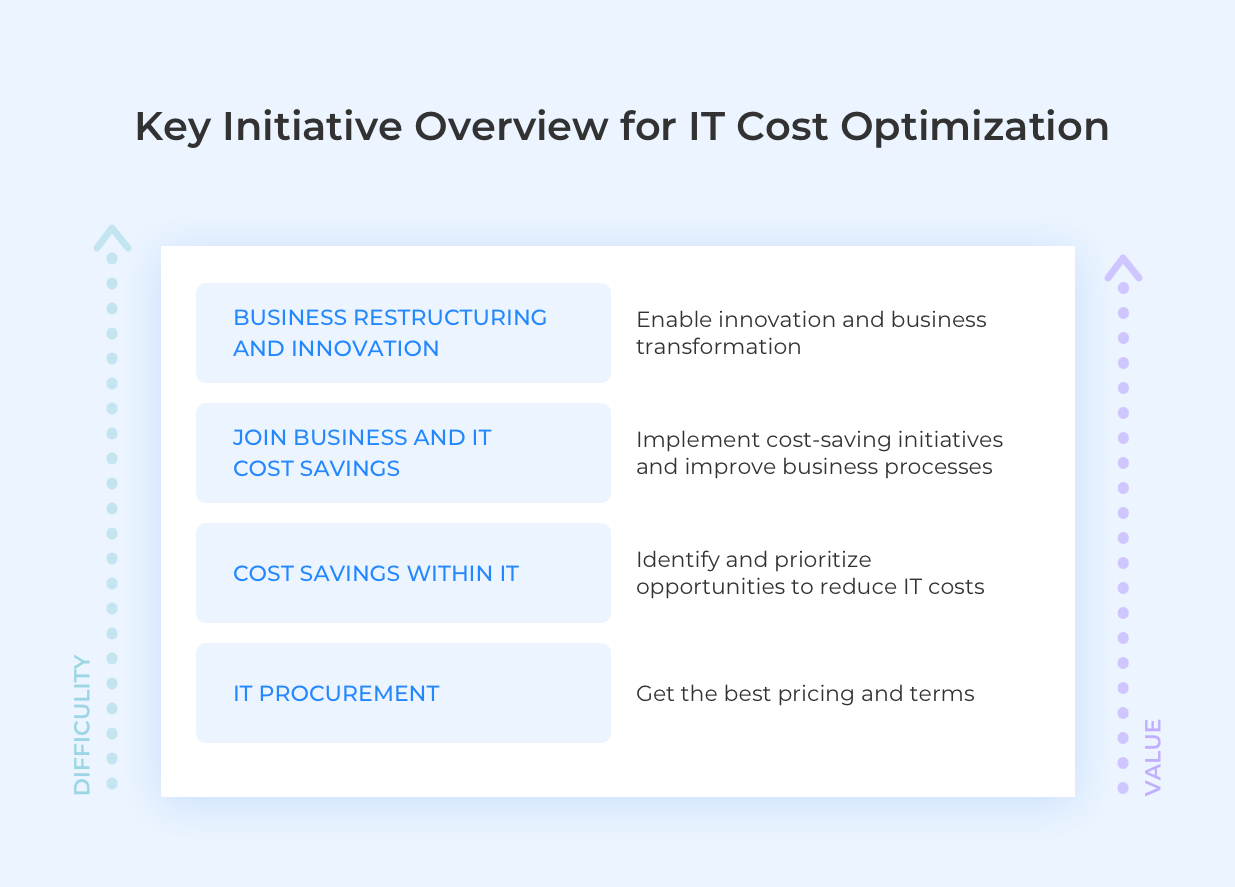 Key Initiative Overview for IT Cost Optimization
BUSINESS RESTRUCTURING
AND INNOVATION
Enable innovation and business
transformation
JOIN BUSINESS AND IT
COST SAVINGS
Implement cost-saving initiatives
and improve business processes
COST SAVINGS WITHIN IT
Identify and prioritize
opportunities to reduce IT costs
IT PROCUREMENT
Get the best pricing and terms
DIFFICULITY
VALUE